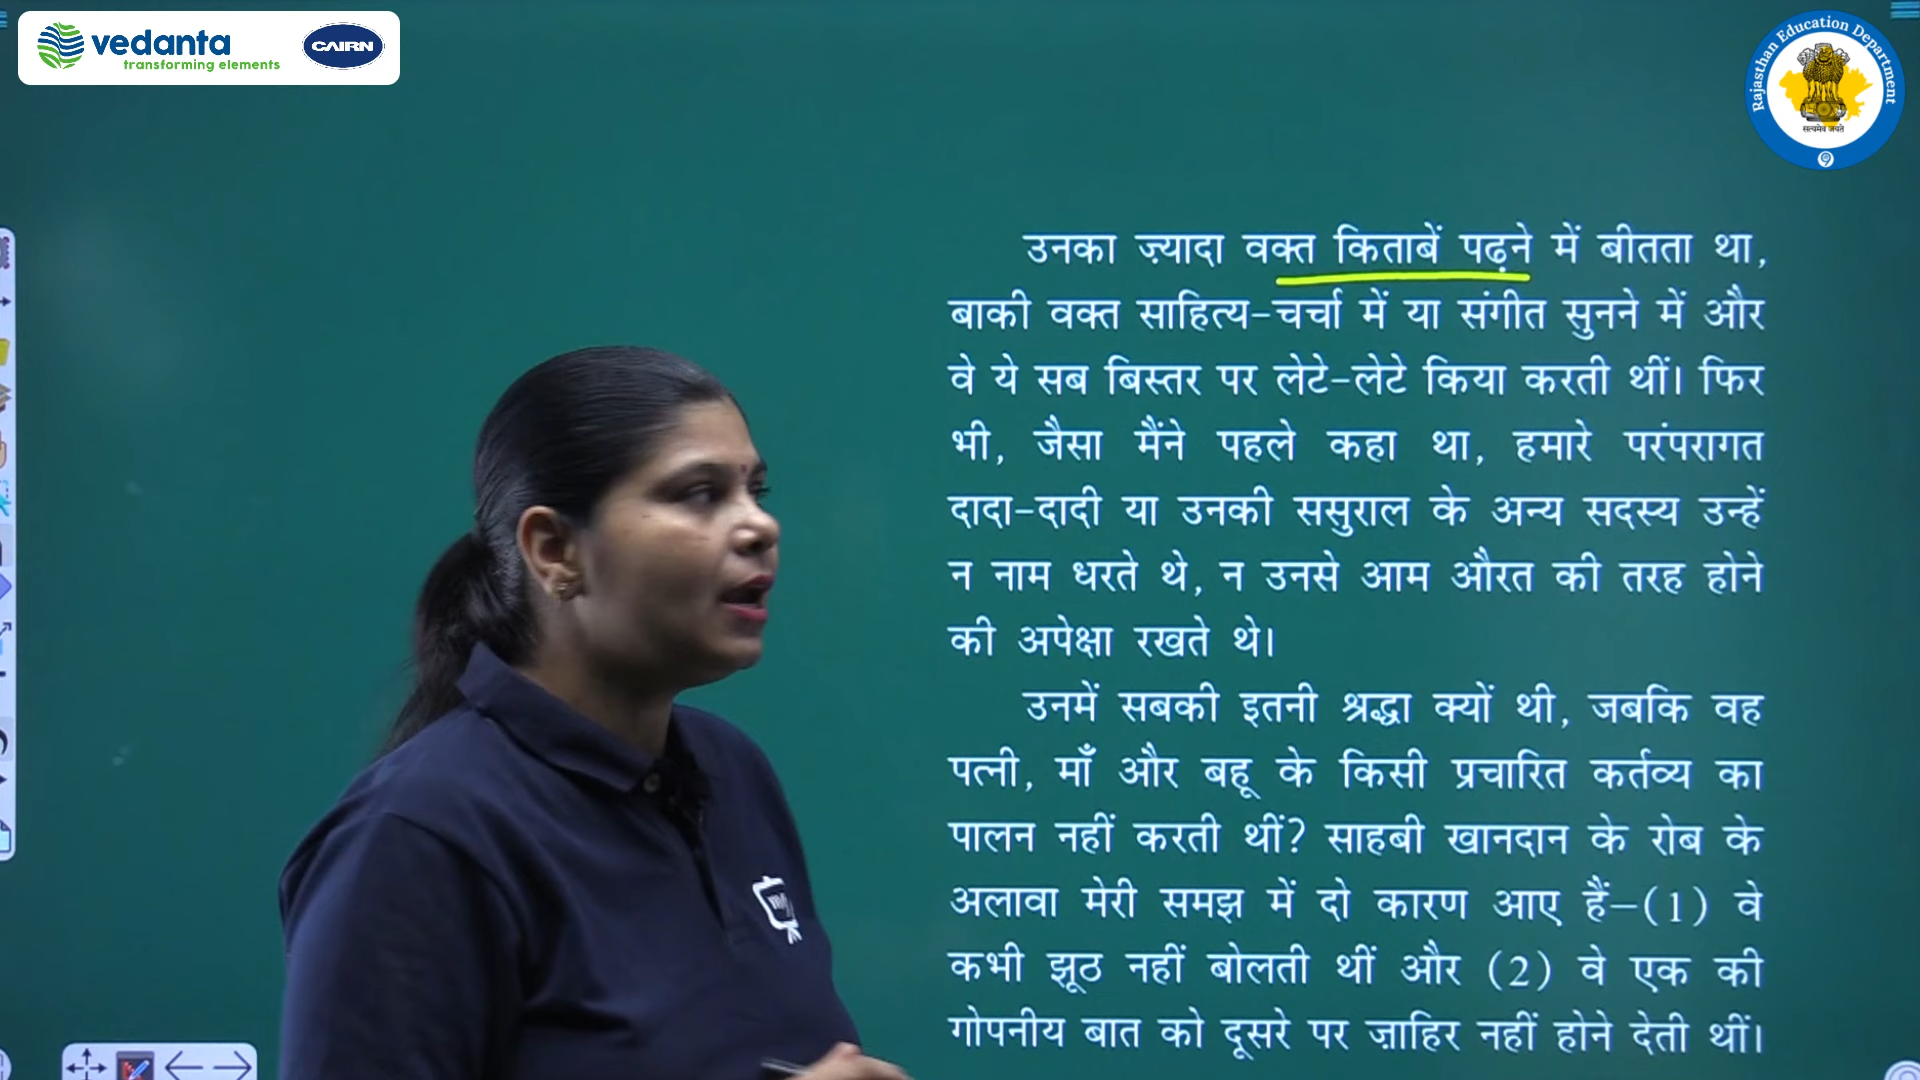 vedanta
transforming elements
CAIRN
Rajasthan Education Department
सत्यमेव जयते
उनका ज़्यादा वक्त किताबें पढ़ने में बीतता था,
बाकी वक्त साहित्य-चर्चा में या संगीत सुनने में और
वे ये सब बिस्तर पर लेटे-लेटे किया करती थीं। फिर
भी, जैसा मैंने पहले कहा था, हमारे परंपरागत
दादा-दादी या उनकी ससुराल के अन्य सदस्य उन्हें
न नाम धरते थे, न उनसे आम औरत की तरह होने
की अपेक्षा रखते थे।
उनमें सबकी इतनी श्रद्धा क्यों थी, जबकि वह
पत्नी, माँ और बहू के किसी प्रचारित कर्तव्य का
पालन नहीं करती थीं? साहबी खानदान के रोब के
अलावा मेरी समझ में दो कारण आए हैं–(1) वे
कभी झूठ नहीं बोलती थीं और (2) वे एक की
गोपनीय बात को दूसरे पर ज़ाहिर नहीं होने देती थीं।